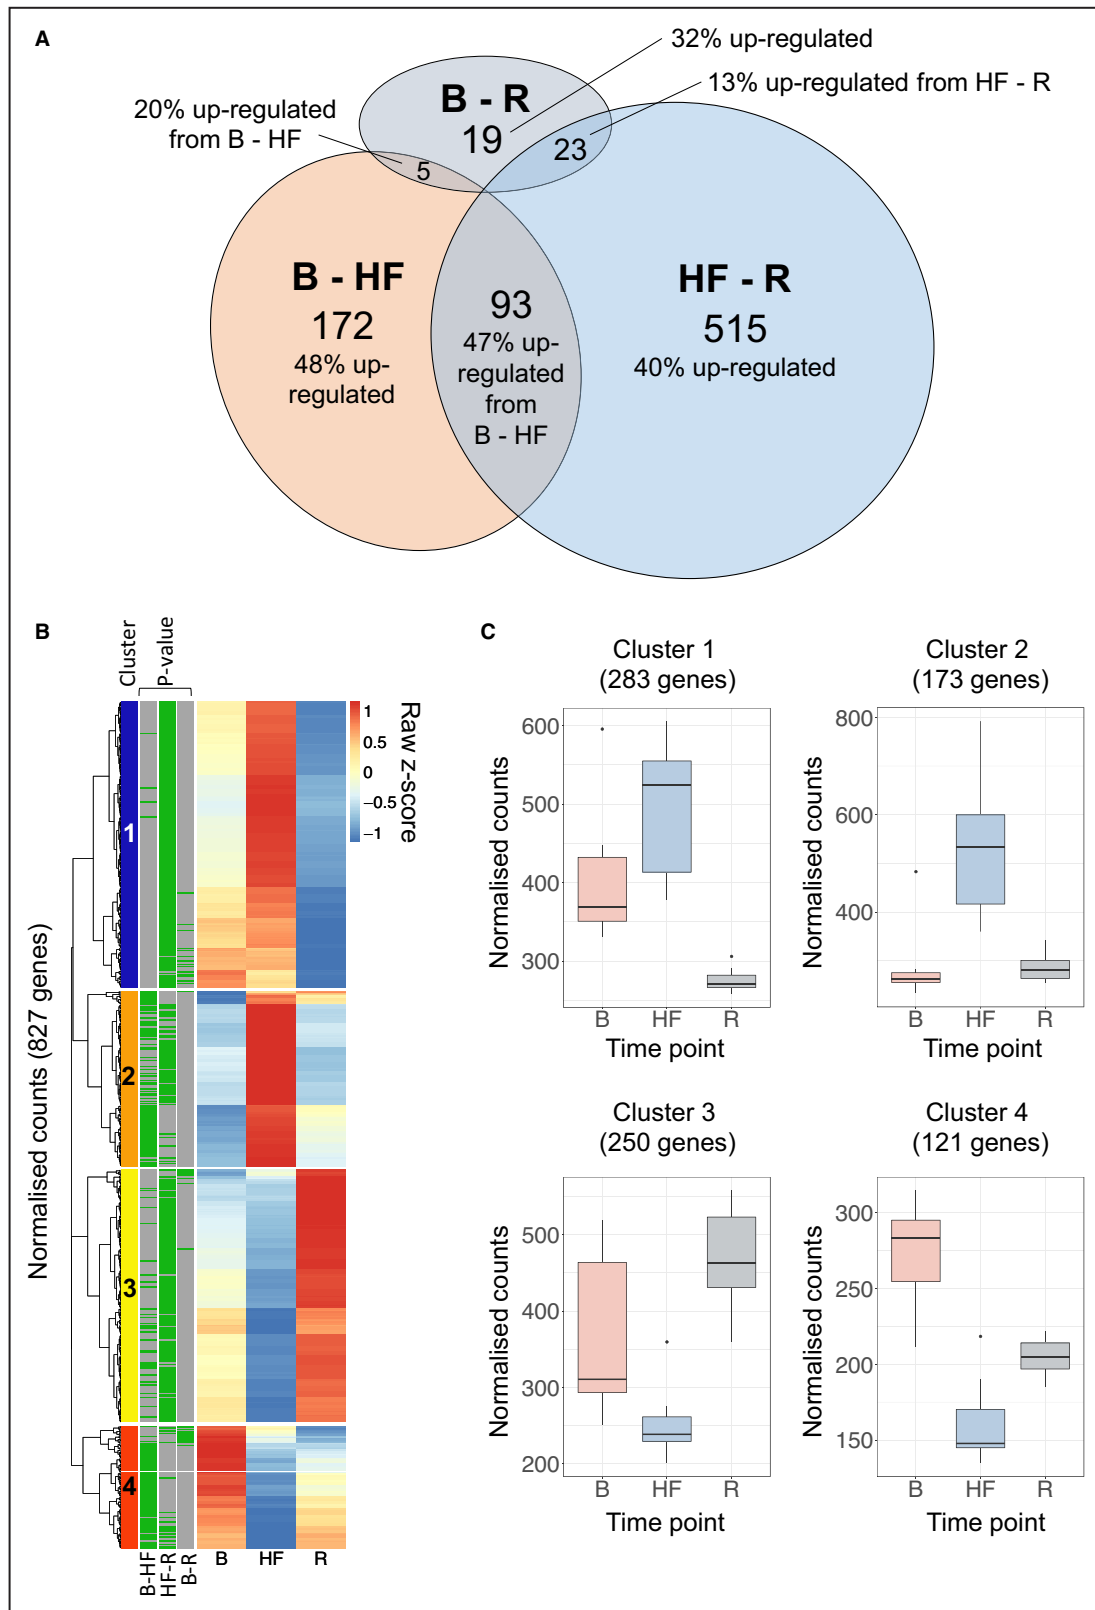 A
32% up-regulated
13% up-regulated from HF - R
20% up-regulated
from B - HF
B - R
19
23
5
B - HF
172
48% up-
regulated
93
47% up-
regulated
from
B - HF
HF - R
515
40% up-regulated
B
Cluster
P-value
Normalised counts (827 genes)
1
2
3
4
1
0.5
0
−0.5
−1
Raw z-score
B-HF
HF-R
B-R
B
HF
R
C
Cluster 1
(283 genes)
Normalised counts
600
500
400
300
B
HF
R
Time point
Cluster 2
(173 genes)
Normalised counts
800
600
400
B
HF
R
Time point
Cluster 3
(250 genes)
Normalised counts
500
400
300
200
B
HF
R
Time point
Cluster 4
(121 genes)
Normalised counts
300
250
200
150
B
HF
R
Time point